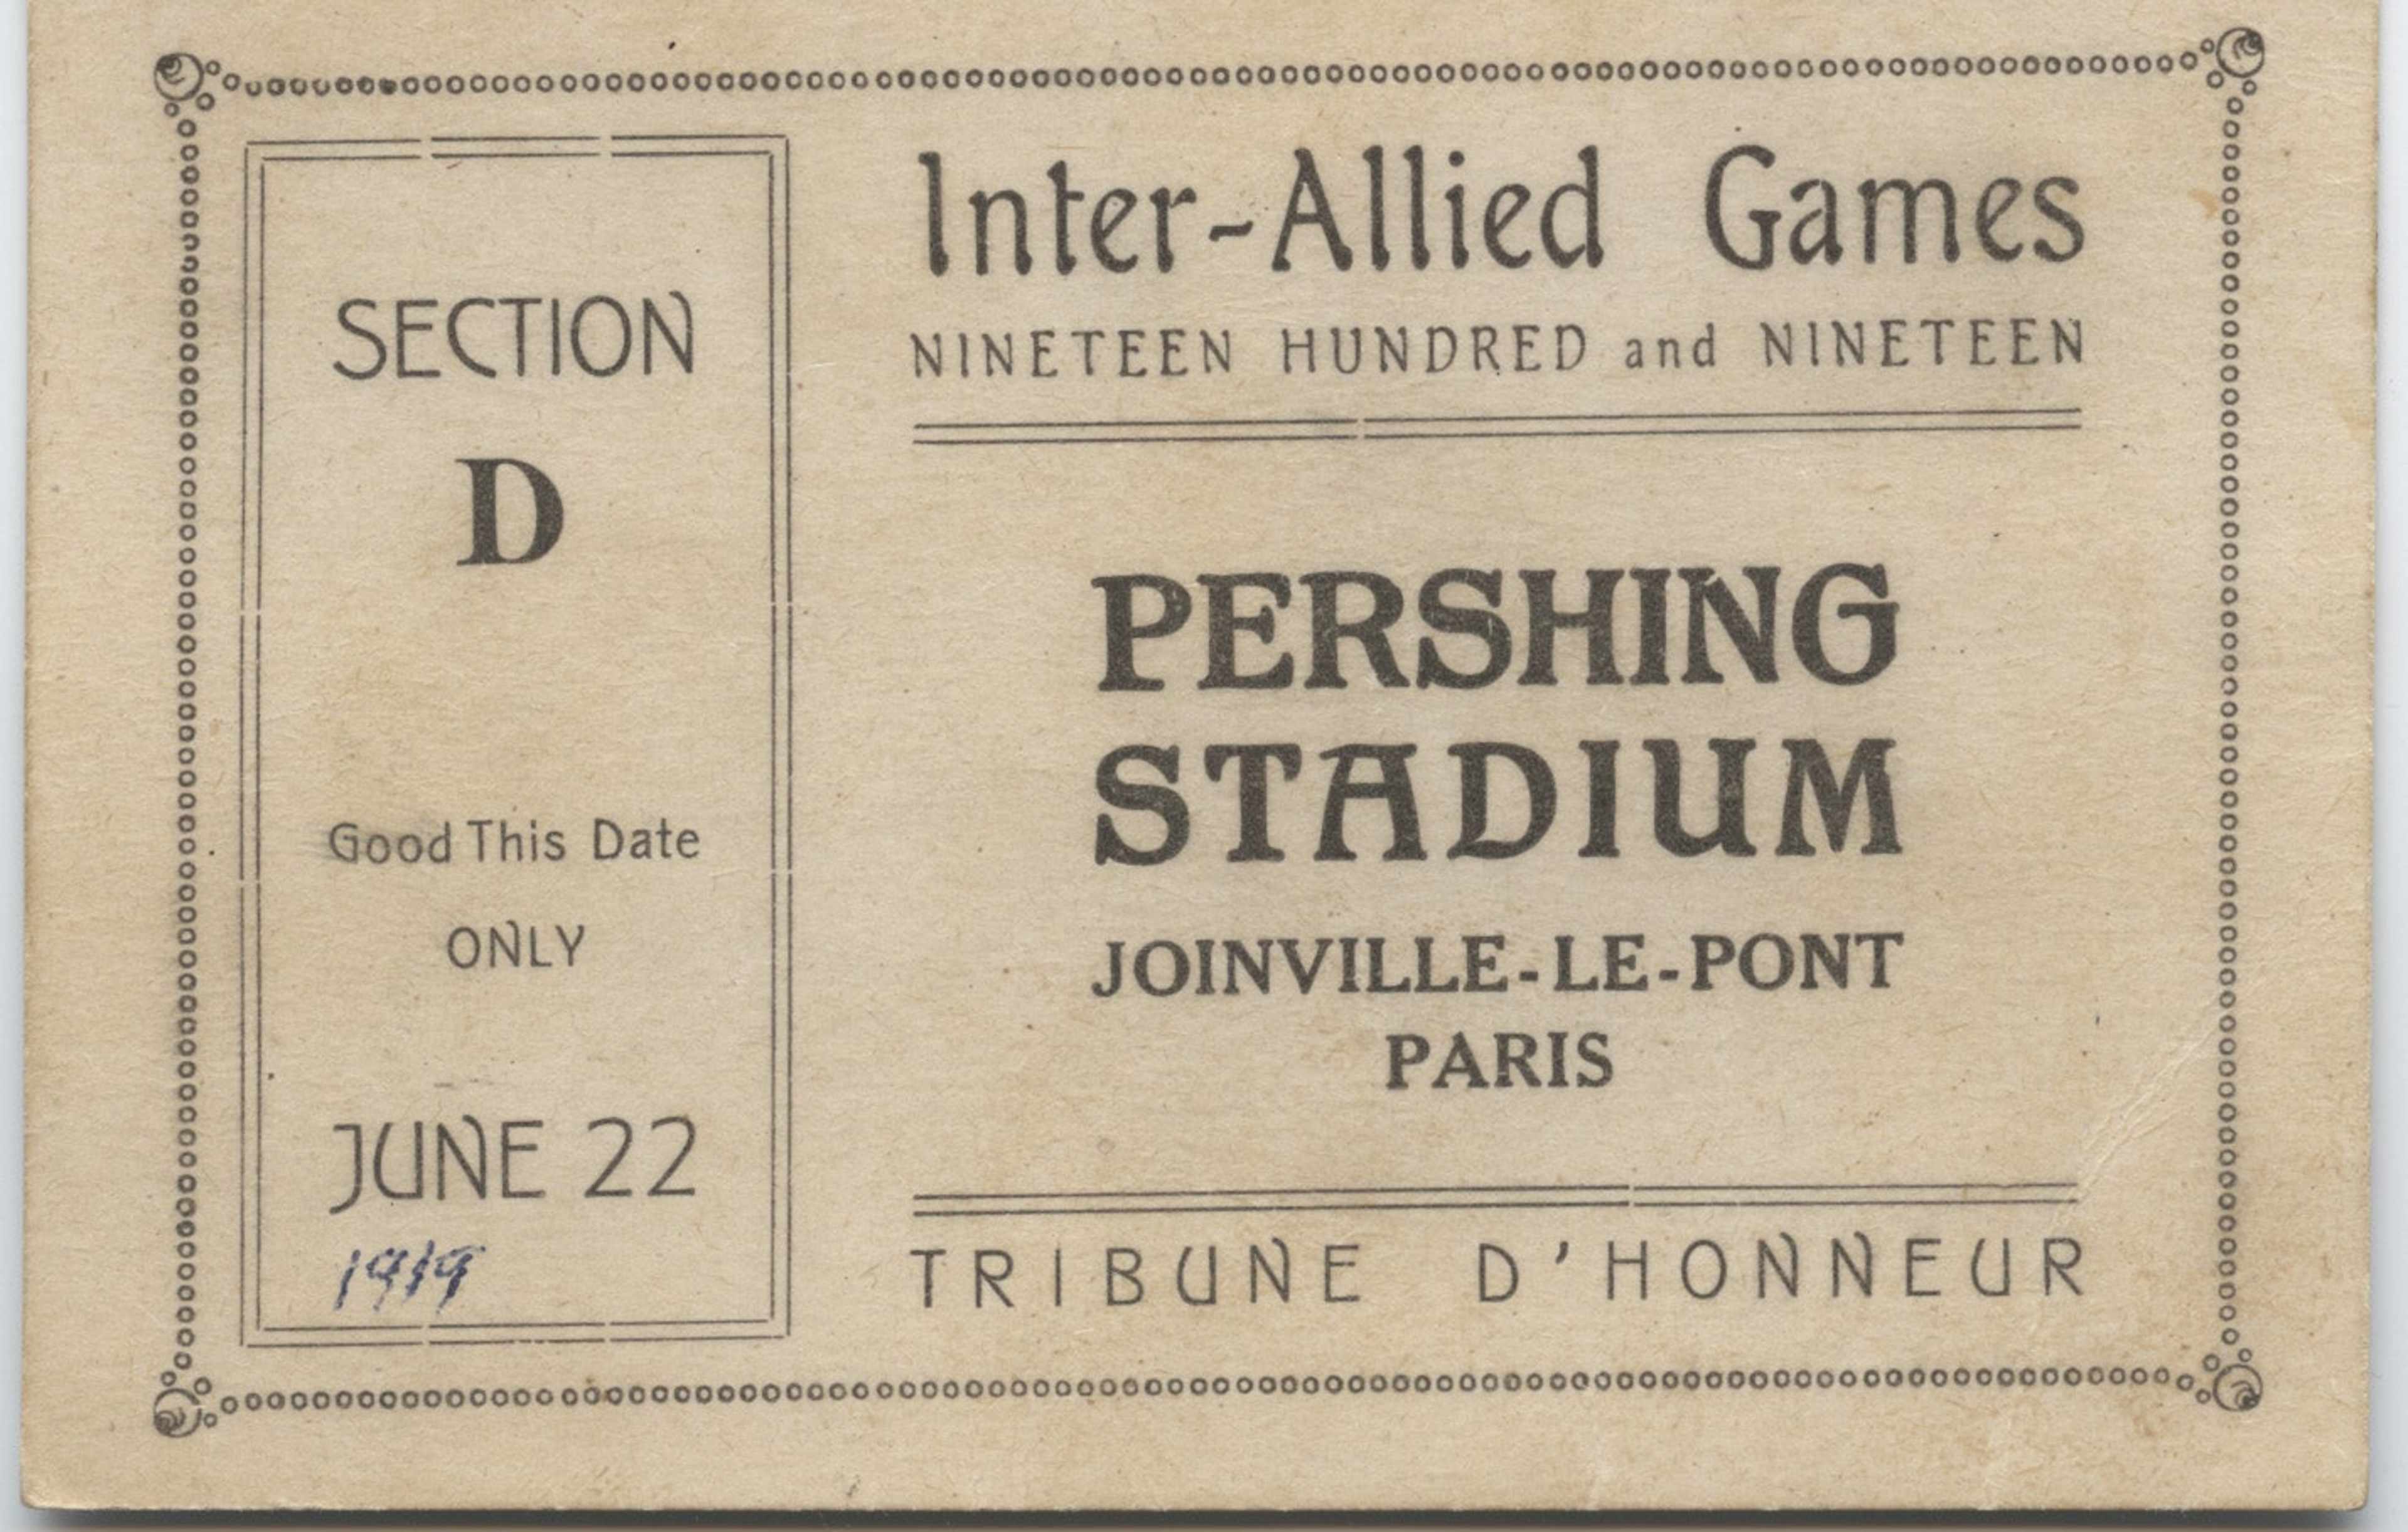 SECTION
D
Good This Date
ONLY
JUNE 22
1919
Inter-Allied Games
NINETEEN HUNDRED and NINETEEN
PERSHING
STADIUM
JOINVILLE-LE-PONT
PARIS
TRIBUNE D'HONNEUR